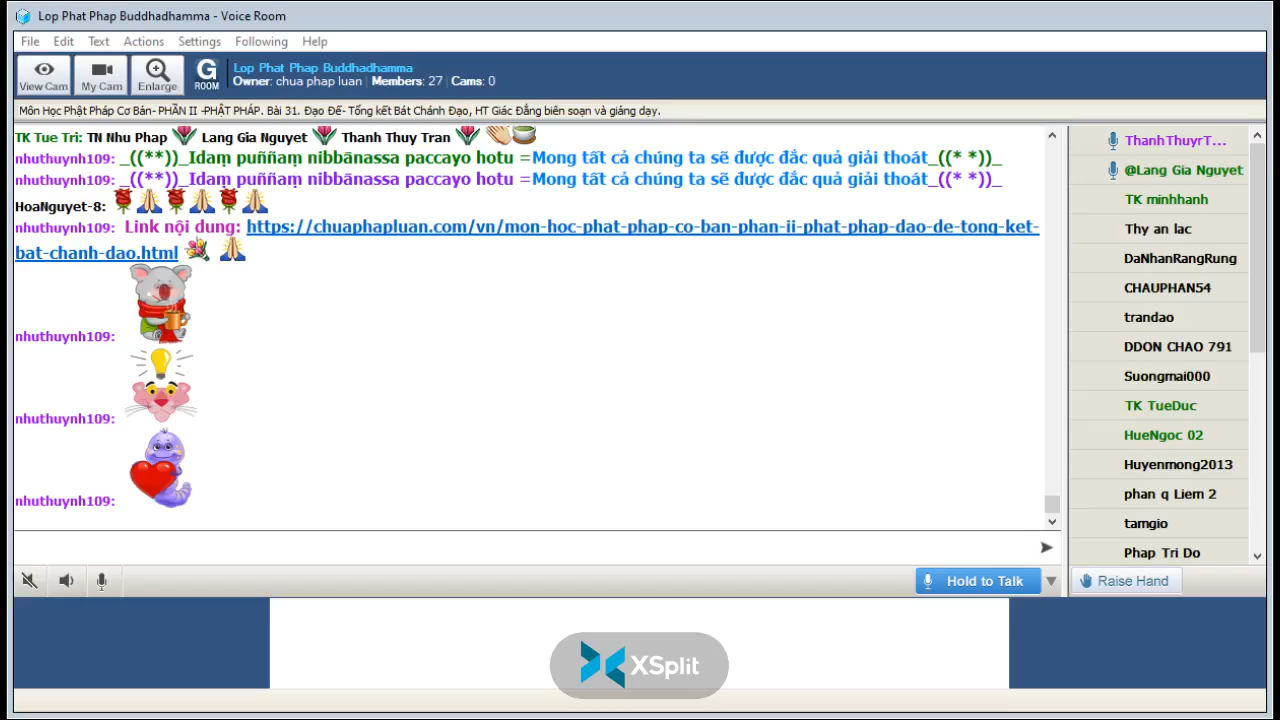 Lop Phat Phap Buddhadhamma - Voice Room
File Edit Text Actions Settings Following Help
View Cam
My Cam
Enlarge
G
ROOM
Lop Phat Phap Buddhadhamma
Owner: chua phap luan Members: 27 Cams: 0
Môn Học Phật Pháp Cơ Bản- PHẦN II -PHẬT PHÁP. Bài 31. Đạo Đế- Tổng kết Bát Chánh Đạo, HT Giác Đẳng biên soạn và giảng dạy.
TK Tue Tri: TN Nhu Phap Lang Gia Nguyet Thanh Thuy Tran
nhuthuynh109: _((**))_Idaṃ puññaṃ nibbānassa paccayo hotu =Mong tất cả chúng ta sẽ được đắc quả giải thoát_((* *))_
nhuthuynh109: _((**))_Idaṃ puññaṃ nibbānassa paccayo hotu =Mong tất cả chúng ta sẽ được đắc quả giải thoát_((* *))_
HoaNguyet-8:
nhuthuynh109: Link nội dung: https://chuaphapluan.com/vn/mon-hoc-phat-phap-co-ban-phan-ii-phat-phap-dao-de-tong-ket-
bat-chanh-dao.html
nhuthuynh109:
nhuthuynh109:
nhuthuynh109:
Hold to Talk
ThanhThuyrT...
@Lang Gia Nguyet
TK minhhanh
Thy an lac
DaNhanRangRung
CHAUPHAN54
trandao
DDON CHAO 791
Suongmai000
TK TueDuc
HueNgoc 02
Huyenmong2013
phan q Liem 2
tamgio
Phap Tri Do
Raise Hand
XSplit